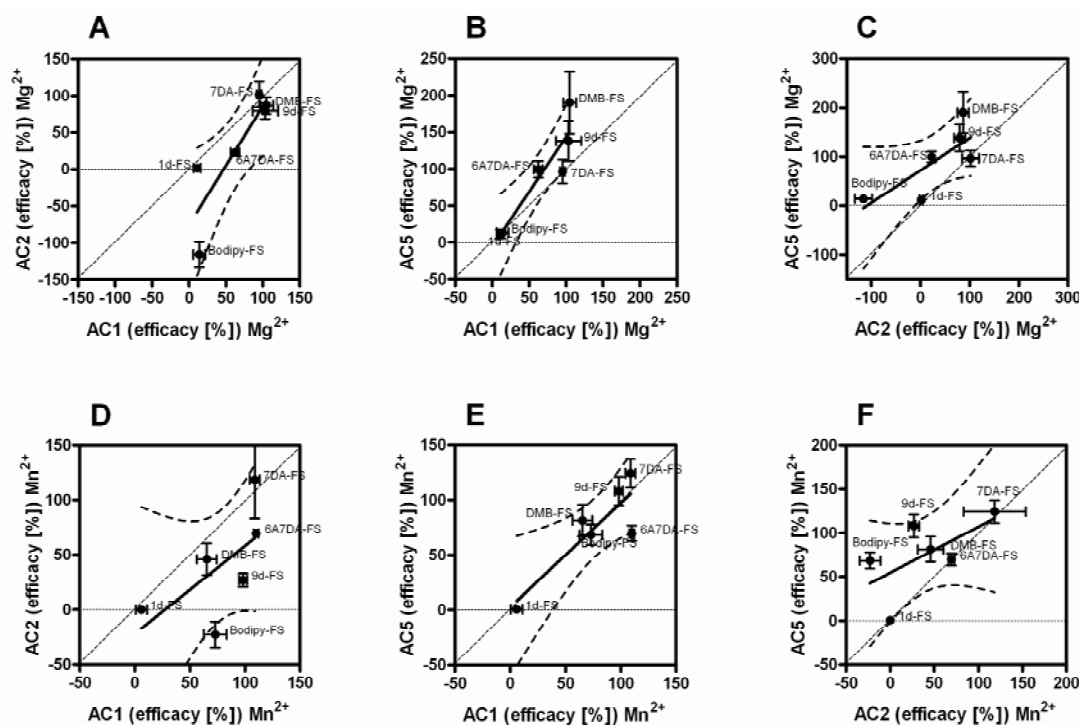 A
B
C
AC2 (efficacy [%]) Mg2+
150
100
50
0
-50
-100
-150
7DA-FS
DMB-FS
9d-FS
1d-FS
6A7DA-FS
Bodipy-FS
-150 -100 -50 0 50 100 150
AC1 (efficacy [%]) Mg2+
AC5 (efficacy [%]) Mg2+
250
200
150
100
50
0
-50
DMB-FS
9d-FS
6A7DA-FS
7DA-FS
Bodipy-FS
1d-FS
-50 0 50 100 150 200 250
AC1 (efficacy [%]) Mg2+
AC5 (efficacy [%]) Mg2+
300
200
100
0
-100
DMB-FS
9d-FS
6A7DA-FS
7DA-FS
Bodipy-FS
1d-FS
-100 0 100 200 300
AC2 (efficacy [%]) Mg2+
D
E
F
AC2 (efficacy [%]) Mn2+
150
100
50
0
-50
7DA-FS
6A7DA-FS
DMB-FS
9d-FS
1d-FS
Bodipy-FS
-50 0 50 100 150
AC1 (efficacy [%]) Mn2+
AC5 (efficacy [%]) Mn2+
150
100
50
0
-50
7DA-FS
9d-FS
DMB-FS
6A7DA-FS
Bodipy-FS
1d-FS
-50 0 50 100 150
AC1 (efficacy [%]) Mn2+
AC5 (efficacy [%]) Mn2+
200
150
100
50
0
-50
7DA-FS
9d-FS
Bodipy-FS
DMB-FS
6A7DA-FS
1d-FS
-50 0 50 100 150 200
AC2 (efficacy [%]) Mn2+